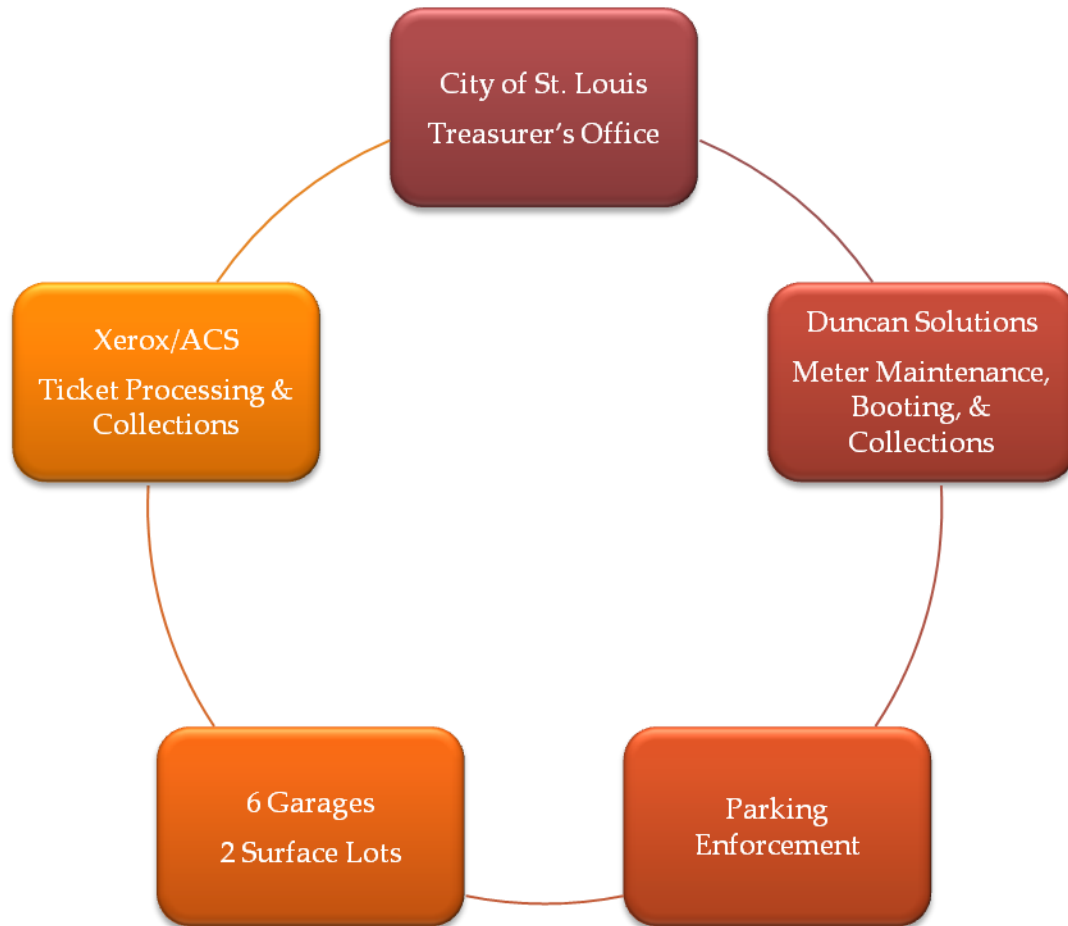 City of St. Louis
Treasurer’s Office
Xerox/ACS
Ticket Processing &
Collections
Duncan Solutions
Meter Maintenance,
Booting, &
Collections
6 Garages
2 Surface Lots
Parking
Enforcement